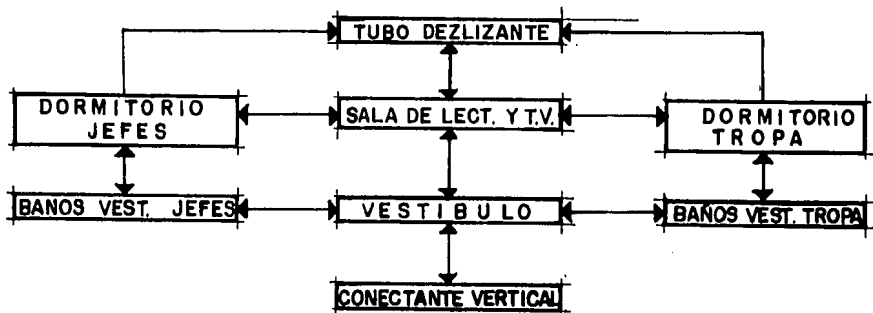 TUBO DEZLIZANTE
DORMITORIO
JEFES
SALA DE LECT. Y T.V.
DORMITORIO
TROPA
BANOS VEST. JEFES
VESTIBULO
BAÑOS VEST. TROPA
CONECTANTE VERTICAL